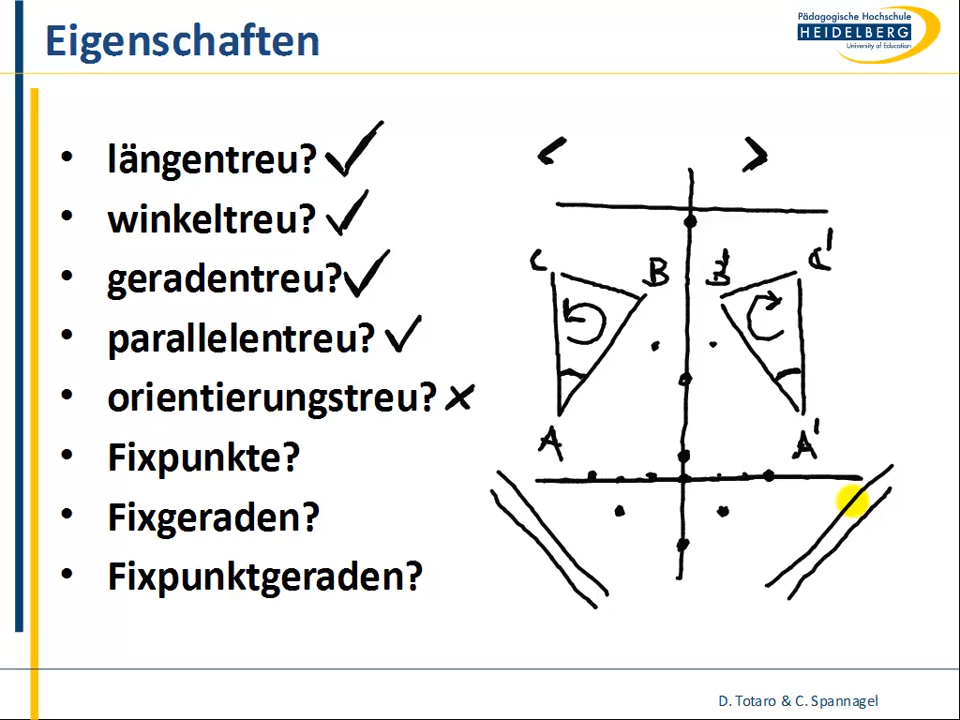 Eigenschaften
Pädagogische Hochschule
HEIDELBERG
University of Education
• längentreu? ✓
• winkeltreu? ✓
• geradentreu? ✓
• parallelentreu? ✓
• orientierungstreu? ×
• Fixpunkte?
• Fixgeraden?
• Fixpunktgeraden?
< >
C B B' C'
A A'
D. Totaro & C. Spannagel